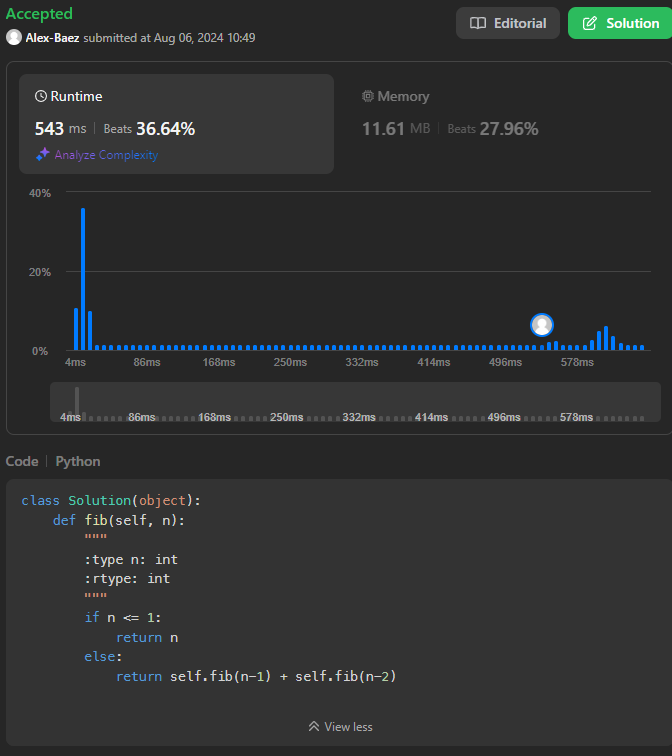 Accepted
Editorial
Solution
Alex-Baez submitted at Aug 06, 2024 10:49
Runtime
543 ms | Beats 36.64%
Analyze Complexity
Memory
11.61 MB | Beats 27.96%
40%
20%
0%
4ms 86ms 168ms 250ms 332ms 414ms 496ms 578ms
4ms 86ms 168ms 250ms 332ms 414ms 496ms 578ms
Code | Python
class Solution(object):
    def fib(self, n):
        """
        :type n: int
        :rtype: int
        """
        if n <= 1:
            return n
        else:
            return self.fib(n-1) + self.fib(n-2)
View less